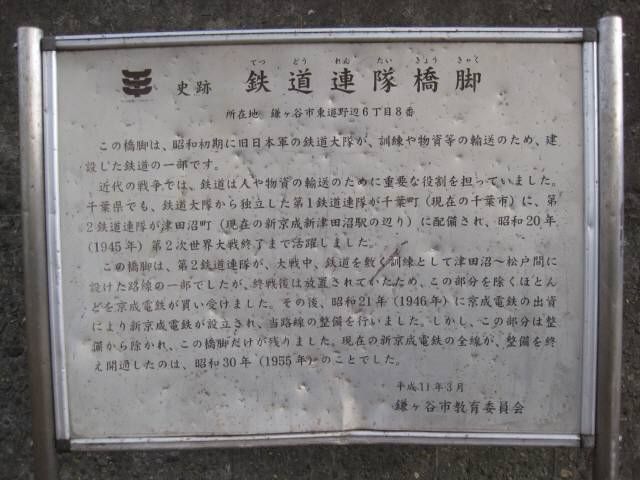 てつ どう れん たい きょう きゃく
史跡 鉄道連隊橋脚
所在地 鎌ヶ谷市東道野辺6丁目8番
この橋脚は、昭和初期に旧日本軍の鉄道大隊が、訓練や物資等の輸送のため、建
設した鉄道の一部です。
近代の戦争では、鉄道は人や物資の輸送のために重要な役割を担っていました。
千葉県でも、鉄道大隊から独立した第1鉄道連隊が千葉町(現在の千葉市)に、第
2鉄道連隊が津田沼町(現在の新京成新津田沼駅の辺り)に配備され、昭和20年
(1945年)第2次世界大戦終了まで活躍しました。
この橋脚は、第2鉄道連隊が、大戦中、鉄道を敷く訓練として津田沼~松戸間に
設けた路線の一部でしたが、終戦後は放置されていたため、この部分を除くほとん
どを京成電鉄が買い受けました。その後、昭和21年(1946年)に京成電鉄の出資
により新京成電鉄が設立され、当路線の整備を行いました。しかし、この部分は整
備から除かれ、この橋脚だけが残りました。現在の新京成電鉄の全線が、整備を終
え開通したのは、昭和30年(1955年)のことでした。
平成11年3月
鎌ヶ谷市教育委員会